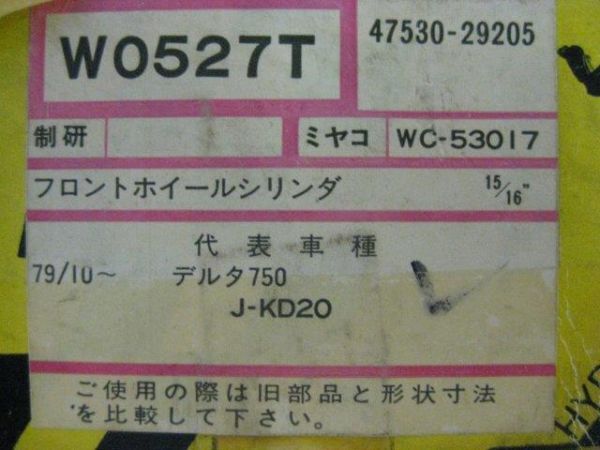 W0527T
47530-29205
制研
ミヤコ WC-53017
フロントホイールシリンダ 15/16"
代表車種
79/10～ デルタ750
J-KD20
ご使用の際は旧部品と形状寸法
を比較して下さい。
HYD